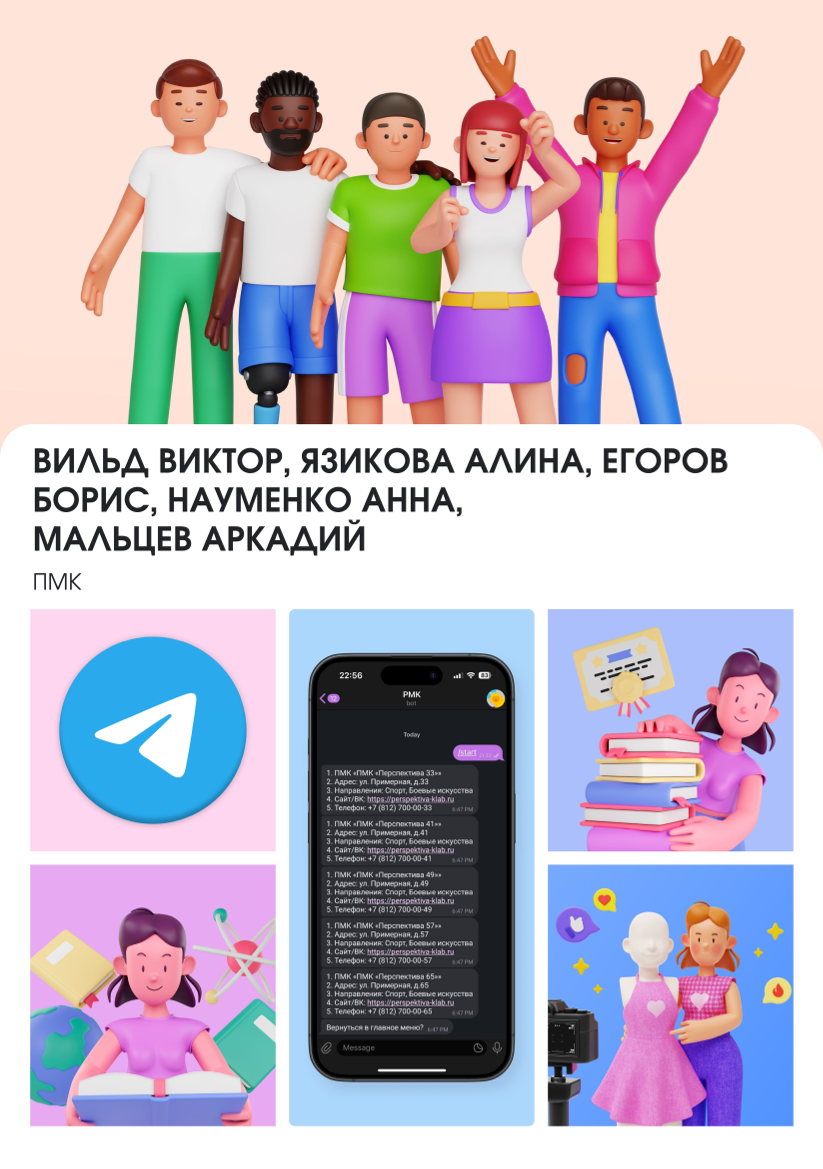 ВИЛЬД ВИКТОР, ЯЗИКОВА АЛИНА, ЕГОРОВ
БОРИС, НАУМЕНКО АННА,
МАЛЬЦЕВ АРКАДИЙ
ПМК
22:56
83
12
РМК
bot
Today
/start
1. ПМК «ПМК «Перспектива 33»»
2. Адрес: ул. Примерная, д.33
3. Направления: Спорт, Боевые искусства
4. Сайт/ВК: https://perspektiva-klab.ru
5. Телефон: +7 (812) 700-00-33 6:47 PM
1. ПМК «ПМК «Перспектива 41»»
2. Адрес: ул. Примерная, д.41
3. Направления: Спорт, Боевые искусства
4. Сайт/ВК: https://perspektiva-klab.ru
5. Телефон: +7 (812) 700-00-41 6:47 PM
1. ПМК «ПМК «Перспектива 49»»
2. Адрес: ул. Примерная, д.49
3. Направления: Спорт, Боевые искусства
4. Сайт/ВК: https://perspektiva-klab.ru
5. Телефон: +7 (812) 700-00-49 6:47 PM
1. ПМК «ПМК «Перспектива 57»»
2. Адрес: ул. Примерная, д.57
3. Направления: Спорт, Боевые искусства
4. Сайт/ВК: https://perspektiva-klab.ru
5. Телефон: +7 (812) 700-00-57 6:47 PM
1. ПМК «ПМК «Перспектива 65»»
2. Адрес: ул. Примерная, д.65
3. Направления: Спорт, Боевые искусства
4. Сайт/ВК: https://perspektiva-klab.ru
5. Телефон: +7 (812) 700-00-65 6:47 PM
Вернуться в главное меню? 6:47 PM
Message